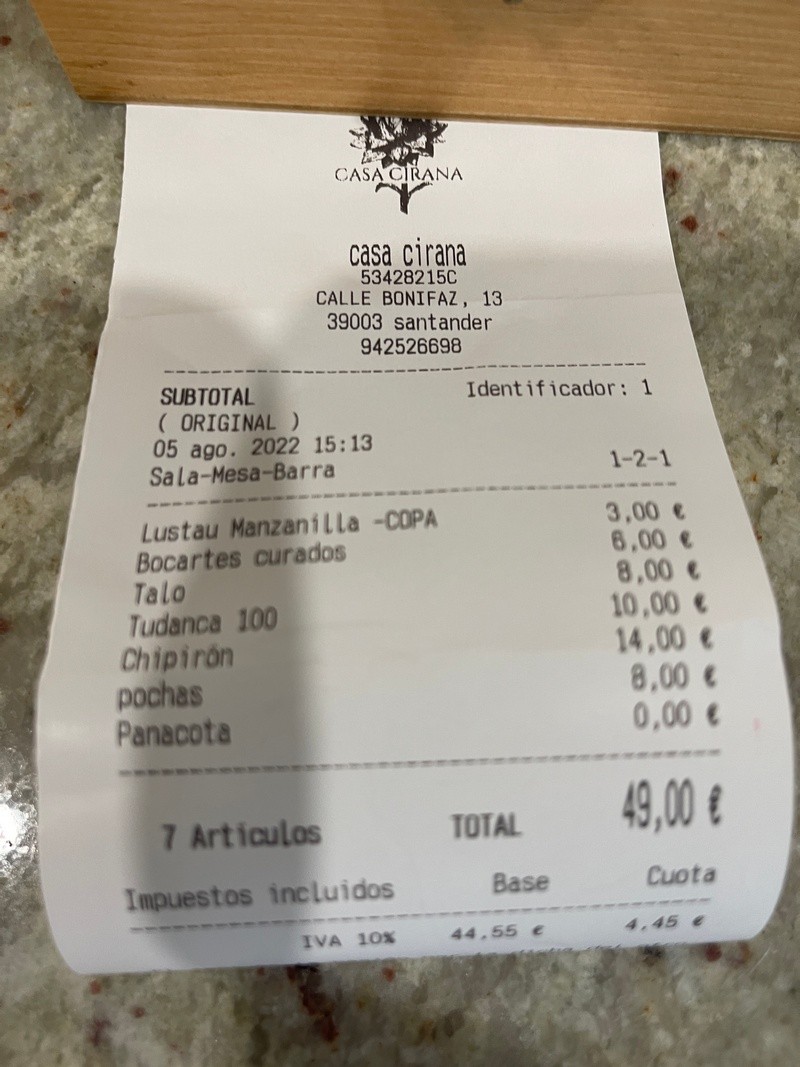 CASA CIRANA
casa cirana
53428215C
CALLE BONIFAZ, 13
39003 santander
942526698
SUBTOTAL Identificador: 1
( ORIGINAL )
05 ago. 2022 15:13
Sala-Mesa-Barra 1-2-1
Lustau Manzanilla -COPA 3,00 €
Bocartes curados 6,00 €
Talo 8,00 €
Tudanca 100 10,00 €
Chipirón 14,00 €
pochas 8,00 €
Panacota 0,00 €
7 Artículos TOTAL 49,00 €
Impuestos incluidos Base Cuota
IVA 10% 44,55 € 4,45 €